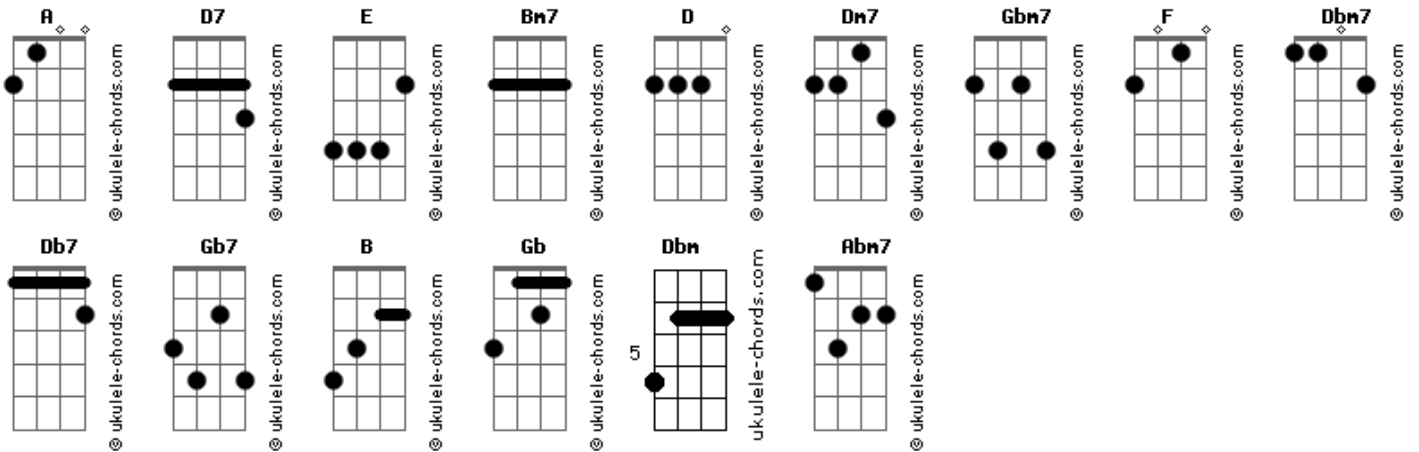 A D7 E Bm7 D Dm7 Gbm7 F Dbm7
© ukulele-chords.com © ukulele-chords.com © ukulele-chords.com © ukulele-chords.com © ukulele-chords.com © ukulele-chords.com © ukulele-chords.com © ukulele-chords.com © ukulele-chords.com
Db7 Gb7 B Gb Dbm Abm7
© ukulele-chords.com © ukulele-chords.com © ukulele-chords.com © ukulele-chords.com 5 ukulele-chords.com © ukulele-chords.com